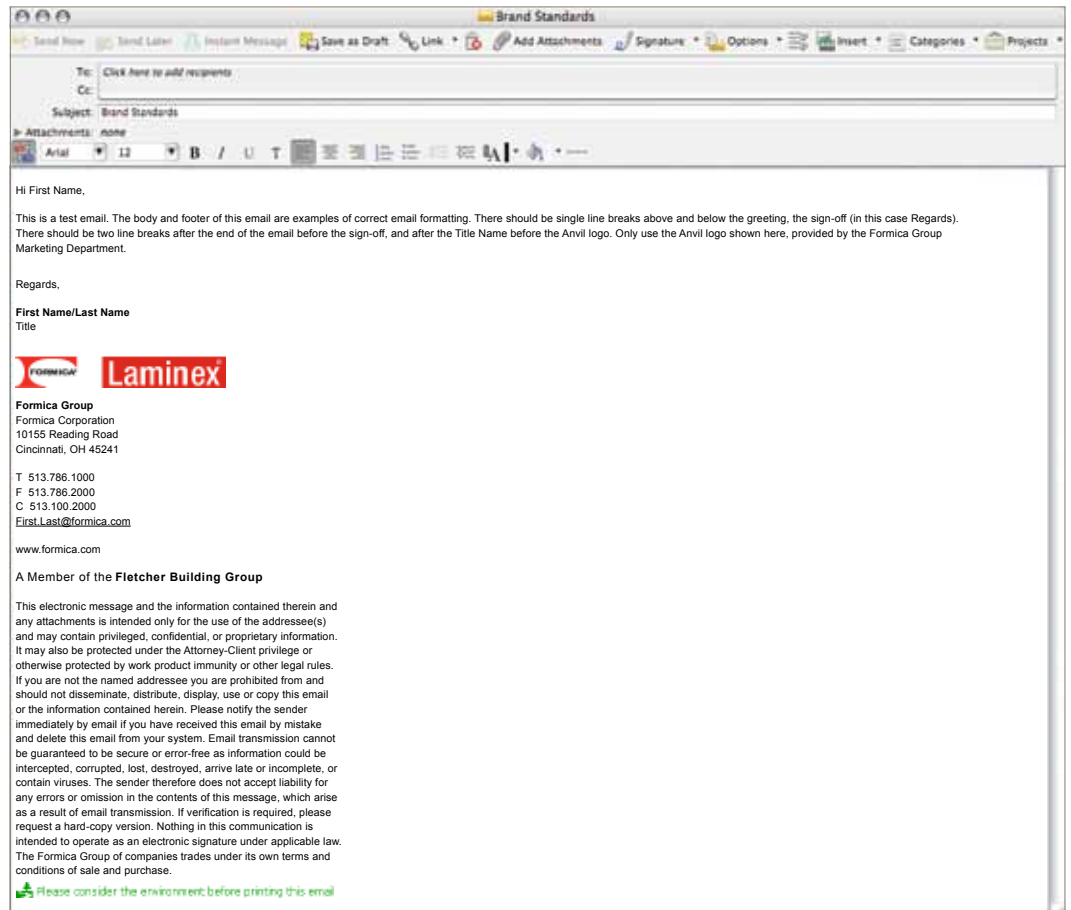 Brand Standards
Send Now Send Later Instant Message Save as Draft Link Add Attachments Signature Options Insert Categories Projects
To: Click here to add recipients
Cc:
Subject: Brand Standards
Attachments: none
Arial 12 B I U T
Hi First Name,
This is a test email. The body and footer of this email are examples of correct email formatting. There should be single line breaks above and below the greeting, the sign-off (in this case Regards).
There should be two line breaks after the end of the email before the sign-off, and after the Title Name before the Anvil logo. Only use the Anvil logo shown here, provided by the Formica Group
Marketing Department.
Regards,
First Name/Last Name
Title
FORMICA® Laminex®
Formica Group
Formica Corporation
10155 Reading Road
Cincinnati, OH 45241
T 513.786.1000
F 513.786.2000
C 513.100.2000
First.Last@formica.com
www.formica.com
A Member of the Fletcher Building Group
This electronic message and the information contained therein and
any attachments is intended only for the use of the addressee(s)
and may contain privileged, confidential, or proprietary information.
It may also be protected under the Attorney-Client privilege or
otherwise protected by work product immunity or other legal rules.
If you are not the named addressee you are prohibited from and
should not disseminate, distribute, display, use or copy this email
or the information contained herein. Please notify the sender
immediately by email if you have received this email by mistake
and delete this email from your system. Email transmission cannot
be guaranteed to be secure or error-free as information could be
intercepted, corrupted, lost, destroyed, arrive late or incomplete, or
contain viruses. The sender therefore does not accept liability for
any errors or omission in the contents of this message, which arise
as a result of email transmission. If verification is required, please
request a hard-copy version. Nothing in this communication is
intended to operate as an electronic signature under applicable law.
The Formica Group of companies trades under its own terms and
conditions of sale and purchase.
Please consider the environment before printing this email